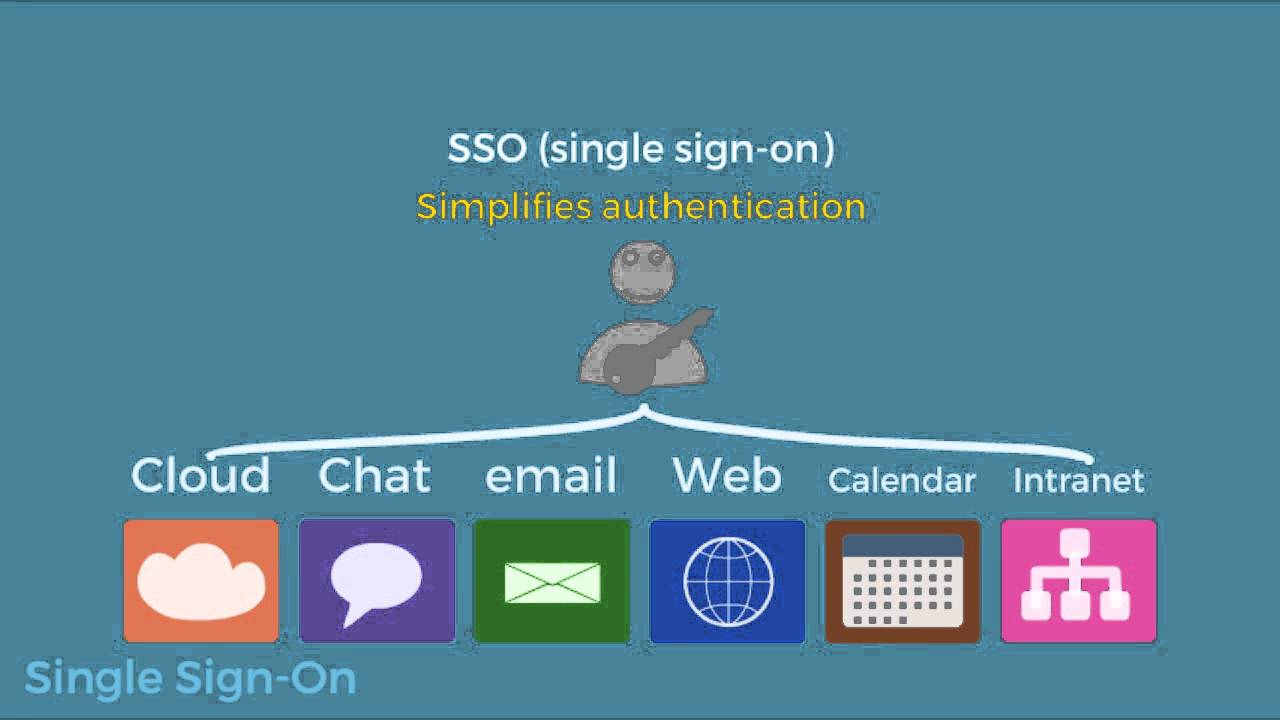 SSO (single sign-on)
Simplifies authentication
Cloud Chat email Web Calendar Intranet
Single Sign-On